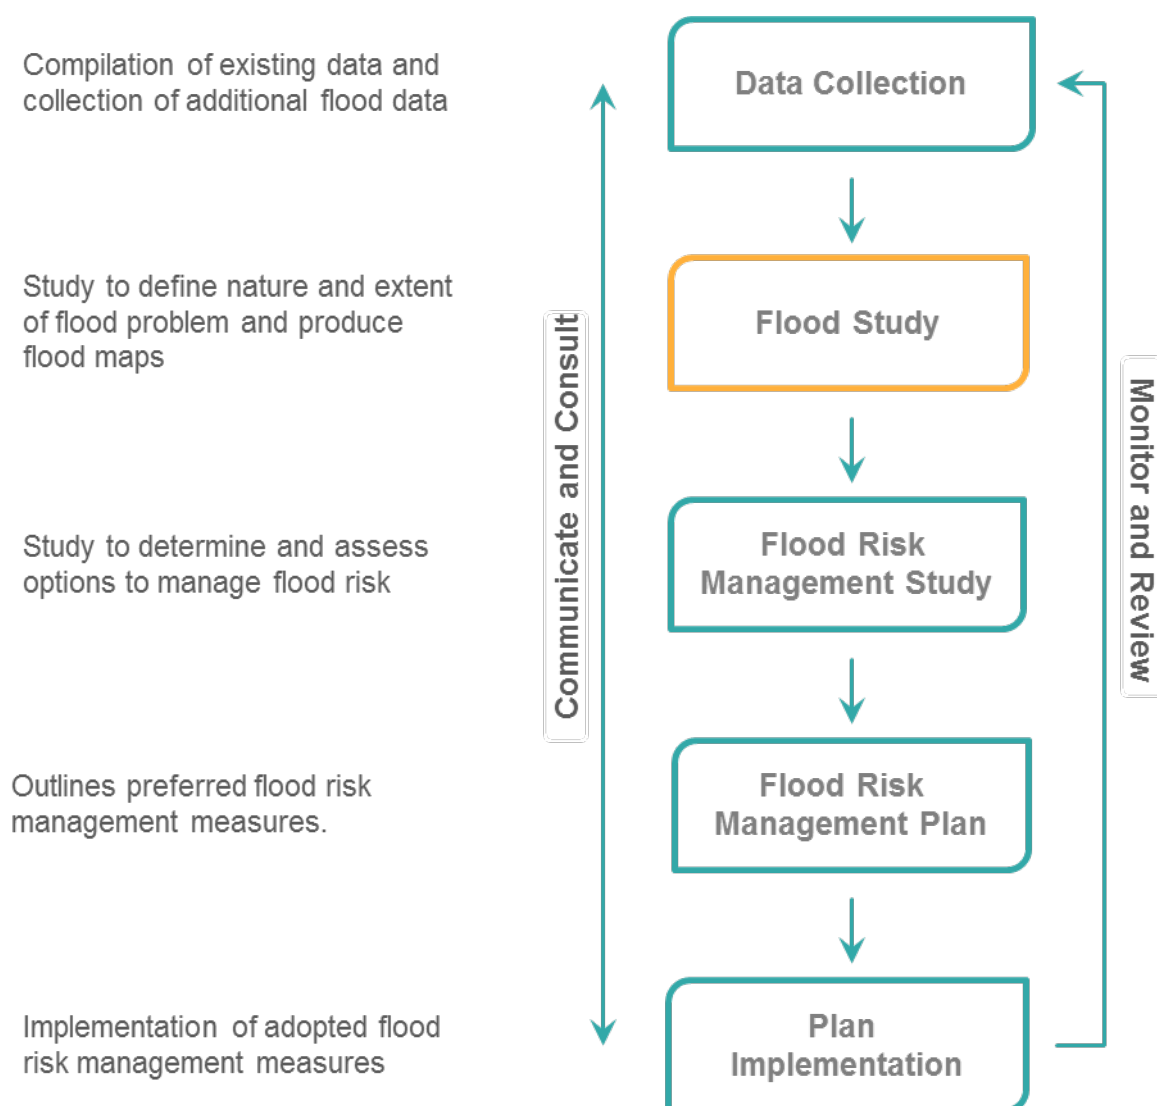 Compilation of existing data and
collection of additional flood data
Data Collection
Study to define nature and extent
of flood problem and produce
flood maps
Flood Study
Communicate and Consult
Monitor and Review
Study to determine and assess
options to manage flood risk
Flood Risk
Management Study
Outlines preferred flood risk
management measures.
Flood Risk
Management Plan
Implementation of adopted flood
risk management measures
Plan
Implementation